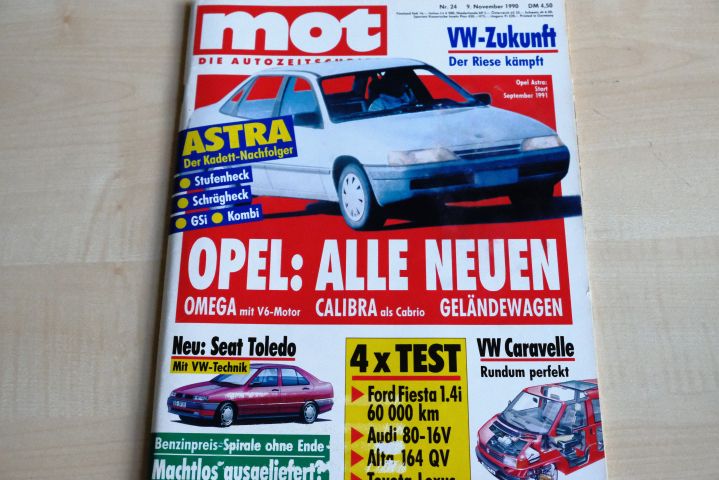 Nr. 24 9. November 1990 DM 4,50
mot
DIE AUTOZEITSCHRIFT
VW-Zukunft
Der Riese kämpft
Opel Astra:
Start
September 1991
ASTRA
Der Kadett-Nachfolger
Stufenheck
Schrägheck
GSi Kombi
OPEL: ALLE NEUEN
OMEGA mit V6-Motor CALIBRA als Cabrio GELÄNDEWAGEN
Neu: Seat Toledo
Mit VW-Technik
4 x TEST
Ford Fiesta 1.4i
60 000 km
Audi 80-16V
Alfa 164 QV
Toyota Lexus
VW Caravelle
Rundum perfekt
Benzinpreis-Spirale ohne Ende
Machtlos ausgeliefert?